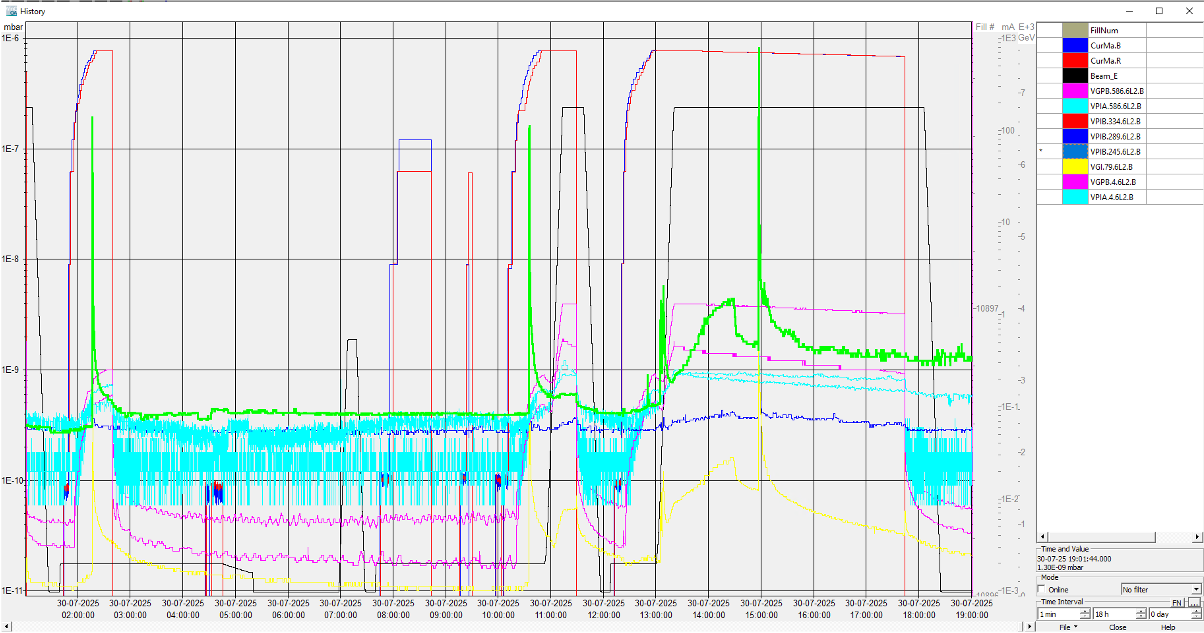 History
mbar
Fill # mA E+3
1E-6
1E3 GeV
FillNum
CurMa.B
CurMa.R
Beam_E
-7
VGPB.586.6L2.B
VPIA.586.6L2.B
VPIB.334.6L2.B
100
VPIB.289.6L2.B
1E-7
* VPIB.245.6L2.B
-6
VGI.79.6L2.B
VGPB.4.6L2.B
VPIA.4.6L2.B
10
-5
1E-8
10897
-4
1
1E-9
-3
1E-1
-2
1E-10
1E-2
-1
Time and Value
30-07-25 19:01:44.000
1.30E-09 mbar
Mode
Online
No filter
1E-11
10896
1E-3
0
30-07-2025 30-07-2025 30-07-2025 30-07-2025 30-07-2025 30-07-2025 30-07-2025 30-07-2025 30-07-2025 30-07-2025 30-07-2025 30-07-2025 30-07-2025 30-07-2025 30-07-2025 30-07-2025 30-07-2025 30-07-2025
02:00:00 03:00:00 04:00:00 05:00:00 06:00:00 07:00:00 08:00:00 09:00:00 10:00:00 11:00:00 12:00:00 13:00:00 14:00:00 15:00:00 16:00:00 17:00:00 18:00:00 19:00:00
Time Interval
FN
...
1 min
18 h
0 day
File
Close
Help